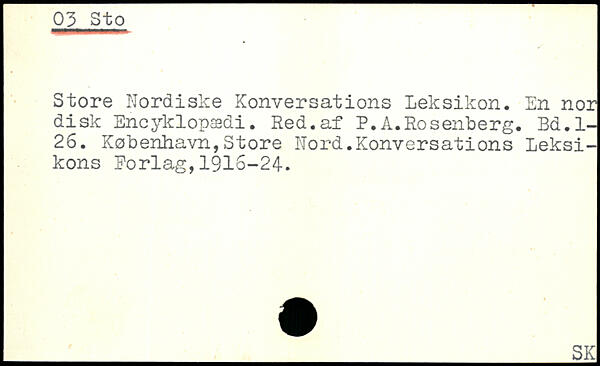 03 Sto
Store Nordiske Konversations Leksikon. En nor
disk Encyklopædi. Red.af P.A.Rosenberg. Bd.1-
26. København,Store Nord.Konversations Leksi-
kons Forlag,1916-24.
SK